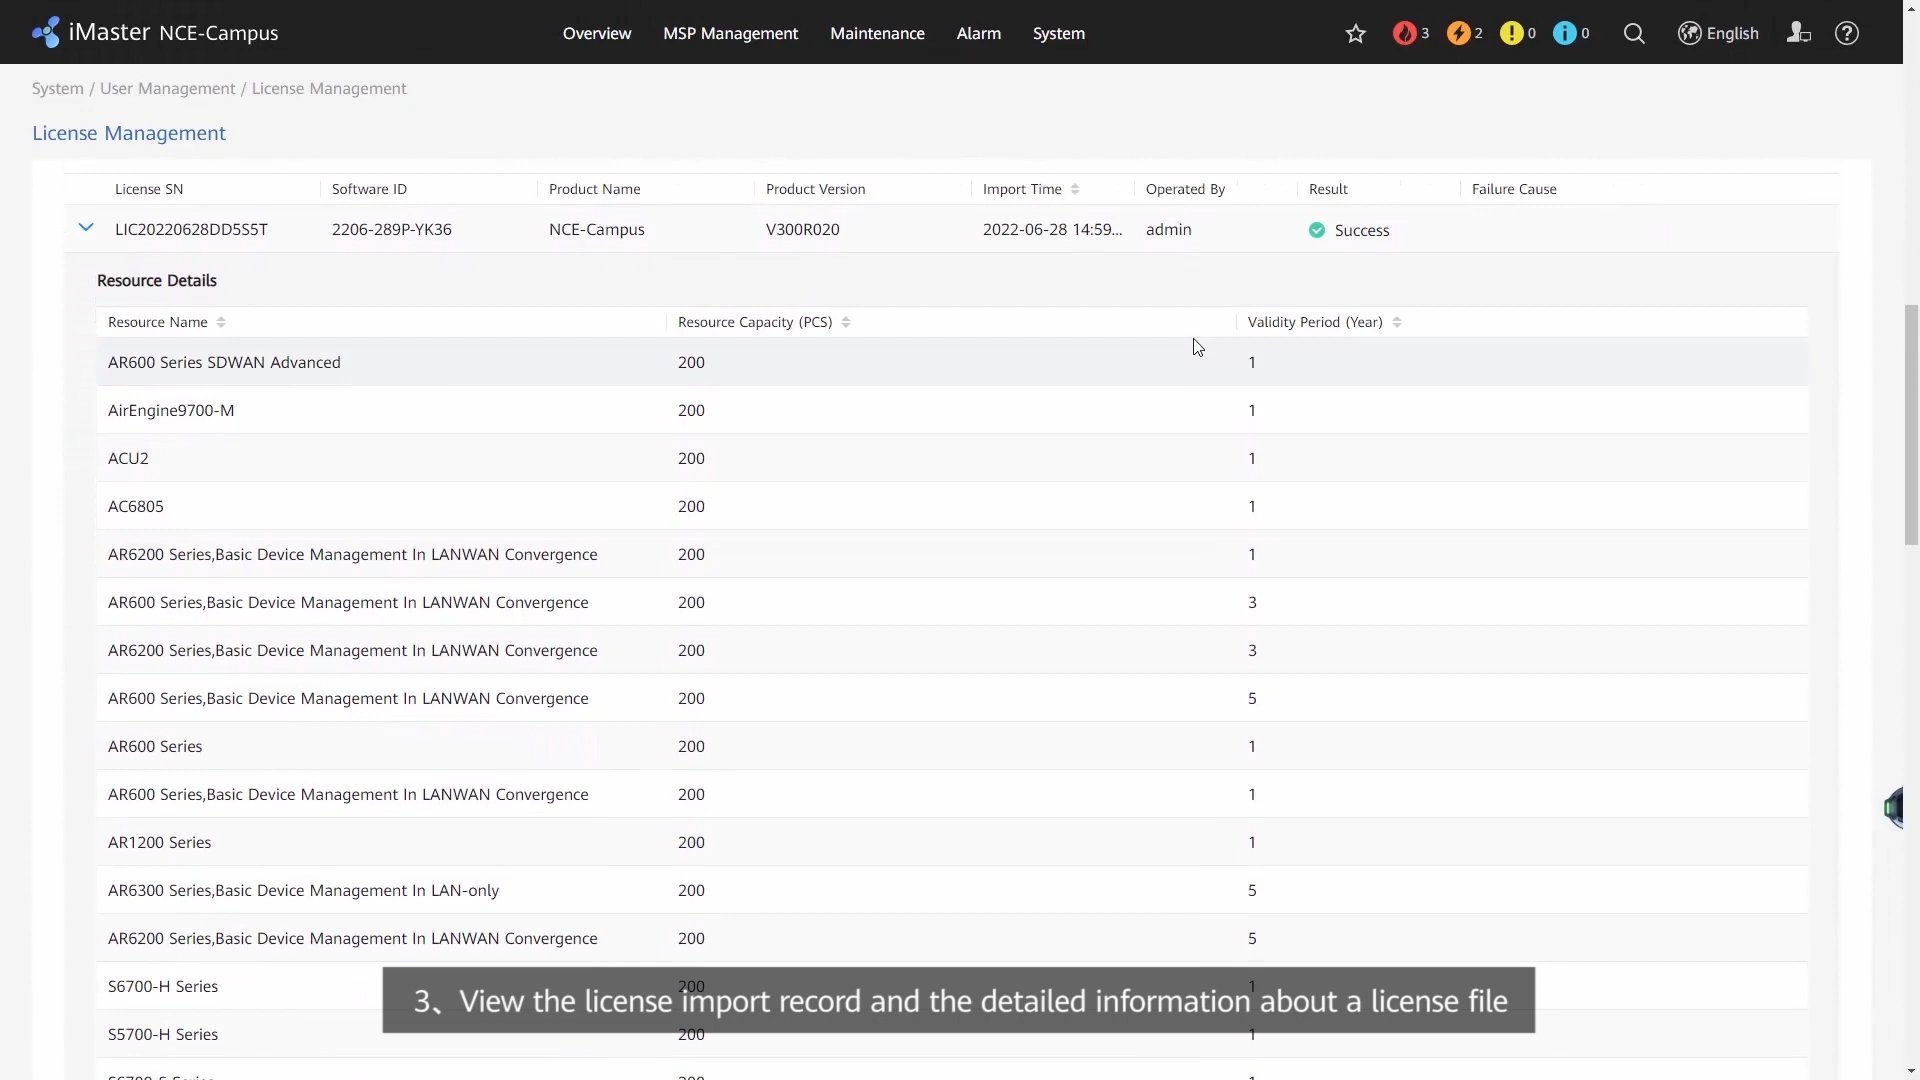 iMaster NCE-Campus Overview MSP Management Maintenance Alarm System 3 2 0 0 English
System / User Management / License Management
License Management
License SN Software ID Product Name Product Version Import Time Operated By Result Failure Cause
LIC20220628DD5S5T 2206-289P-YK36 NCE-Campus V300R020 2022-06-28 14:59... admin Success
Resource Details
Resource Name Resource Capacity (PCS) Validity Period (Year)
AR600 Series SDWAN Advanced 200 1
AirEngine9700-M 200 1
ACU2 200 1
AC6805 200 1
AR6200 Series,Basic Device Management In LANWAN Convergence 200 1
AR600 Series,Basic Device Management In LANWAN Convergence 200 3
AR6200 Series,Basic Device Management In LANWAN Convergence 200 3
AR600 Series,Basic Device Management In LANWAN Convergence 200 5
AR600 Series 200 1
AR600 Series,Basic Device Management In LANWAN Convergence 200 1
AR1200 Series 200 1
AR6300 Series,Basic Device Management In LAN-only 200 5
AR6200 Series,Basic Device Management In LANWAN Convergence 200 5
S6700-H Series 200 1
3、View the license import record and the detailed information about a license file
S5700-H Series 200 1